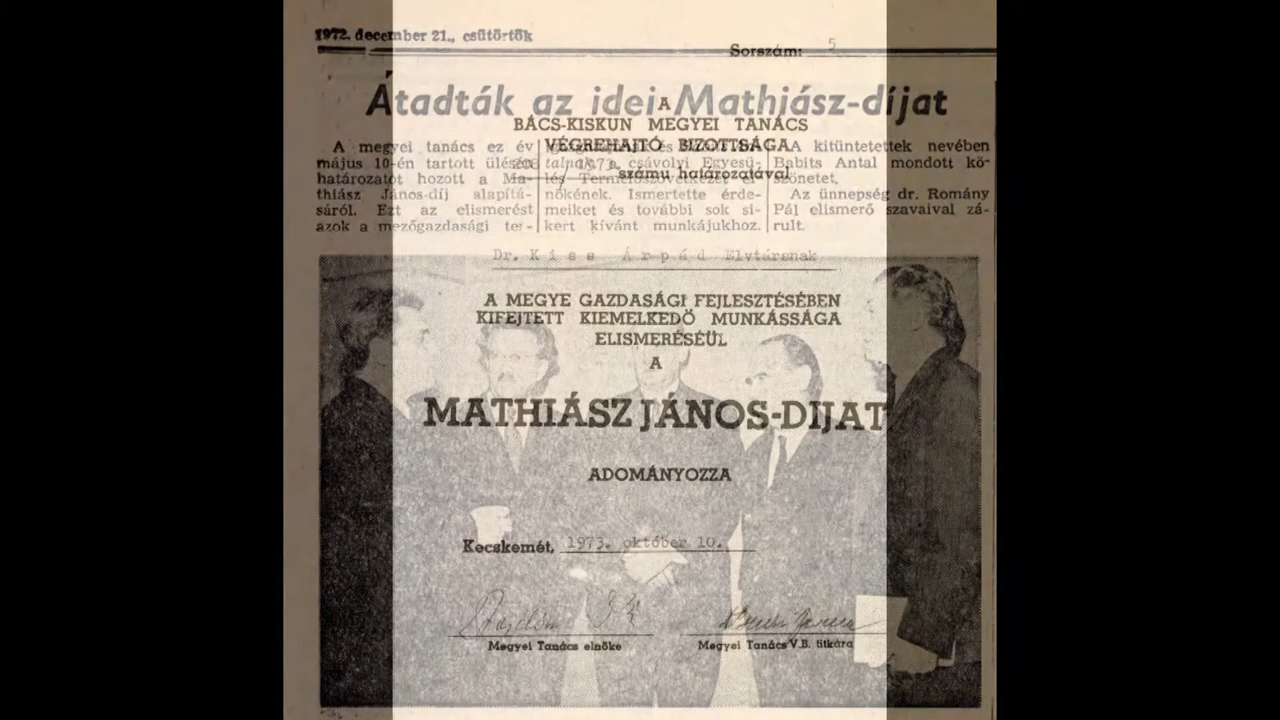 1972. december 21., csütörtök
Átadták az idei Mathiász-díjat
A megyei tanács ez év
május 10-én tartott ülésén
határozatot hozott a Ma-
thiász János-díj alapítá-
sáról. Ezt az elismerést
azok a mezőgazdasági ter-
csávolyi Egyesü-
lés Termelőszövetkezet el-
nökének. Ismertette érde-
meiket és további sok si-
kert kívánt munkájukhoz.
A kitüntetettek nevében
Babits Antal mondott kö-
szönetet.
Az ünnepség dr. Romány
Pál elismerő szavaival zá-
rult.
Sorszám: 5
A
BÁCS-KISKUN MEGYEI TANÁCS
VÉGREHAJTÓ BIZOTTSÁGA
számu határozatával
Dr. Kiss Árpád Elvtársnak
A MEGYE GAZDASÁGI FEJLESZTÉSÉBEN
KIFEJTETT KIEMELKEDŐ MUNKÁSSÁGA
ELISMERÉSÉÜL
A
MATHIÁSZ JÁNOS-DIJAT
ADOMÁNYOZZA
Kecskemét, 1973. október 10.
Megyei Tanács elnöke
Megyei Tanács V.B. titkára